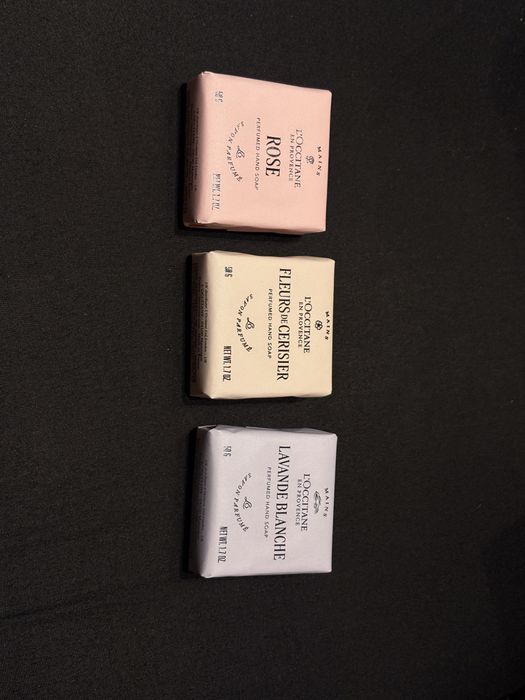 MAINS
L'OCCITANE
EN PROVENCE
ROSE
PERFUMED HAND SOAP
SAVON PARFUMÉ
50 G
NET WT. 1.7 OZ
MAINS
L'OCCITANE
EN PROVENCE
FLEURS DE CERISIER
PERFUMED HAND SOAP
SAVON PARFUMÉ
50 G
NET WT. 1.7 OZ
MAINS
L'OCCITANE
EN PROVENCE
LAVANDE BLANCHE
PERFUMED HAND SOAP
SAVON PARFUMÉ
50 G
NET WT. 1.7 OZ